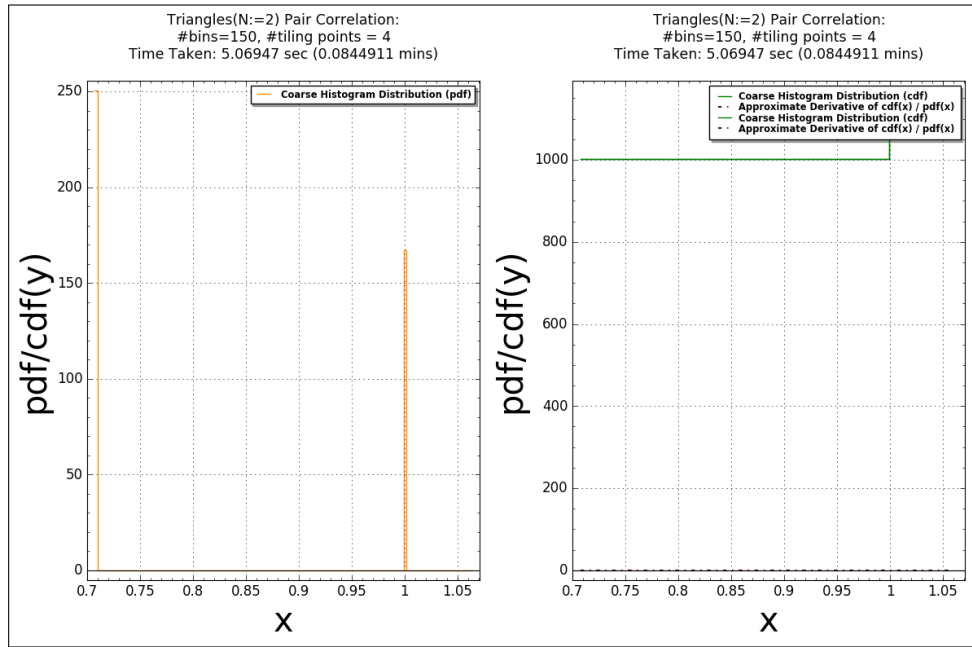 Triangles(N:=2) Pair Correlation:
#bins=150, #tiling points = 4
Time Taken: 5.06947 sec (0.0844911 mins)
Coarse Histogram Distribution (pdf)
250
200
150
100
50
0
0.7
0.75
0.8
0.85
0.9
0.95
1
1.05
pdf/cdf(y)
x
Triangles(N:=2) Pair Correlation:
#bins=150, #tiling points = 4
Time Taken: 5.06947 sec (0.0844911 mins)
Coarse Histogram Distribution (cdf)
Approximate Derivative of cdf(x) / pdf(x)
Coarse Histogram Distribution (cdf)
Approximate Derivative of cdf(x) / pdf(x)
1000
800
600
400
200
0
0.7
0.75
0.8
0.85
0.9
0.95
1
1.05
pdf/cdf(y)
x